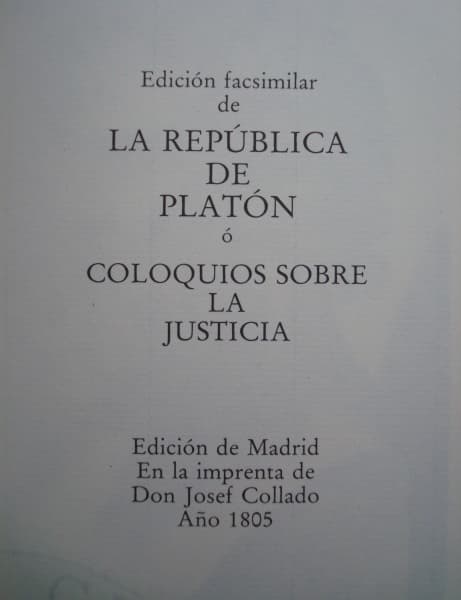 Edición facsimilar
de
LA REPÚBLICA
DE
PLATÓN
ó
COLOQUIOS SOBRE
LA
JUSTICIA
Edición de Madrid
En la imprenta de
Don Josef Collado
Año 1805